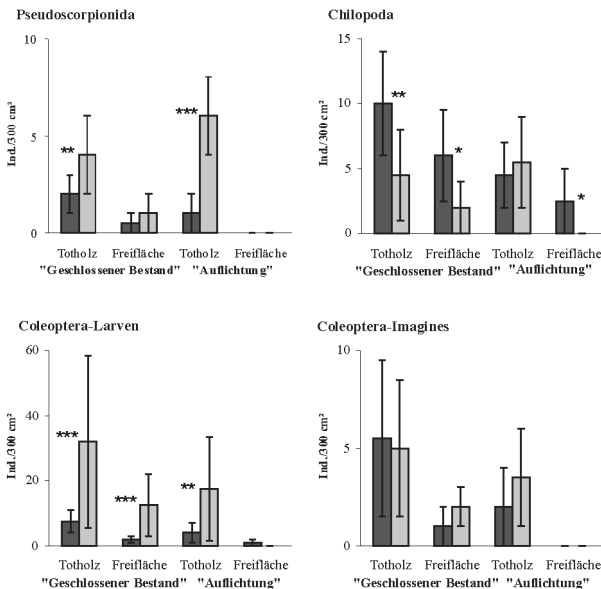 Pseudoscorpionida
10
5
0
Ind./300 cm²
**
***
Totholz Freifläche Totholz Freifläche
"Geschlossener Bestand" "Auflichtung"
Chilopoda
15
10
5
0
Ind./300 cm²
**
*
*
Totholz Freifläche Totholz Freifläche
"Geschlossener Bestand" "Auflichtung"
Coleoptera-Larven
60
40
20
0
Ind./300 cm²
***
***
**
Totholz Freifläche Totholz Freifläche
"Geschlossener Bestand" "Auflichtung"
Coleoptera-Imagines
10
5
0
Ind./300 cm²
Totholz Freifläche Totholz Freifläche
"Geschlossener Bestand" "Auflichtung"